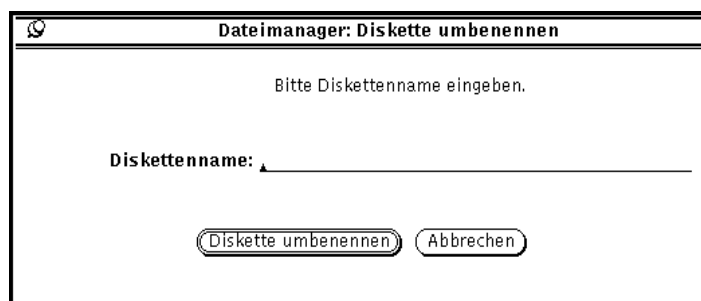 Dateimanager: Diskette umbenennen
Bitte Diskettenname eingeben.
Diskettenname:
Diskette umbenennen Abbrechen